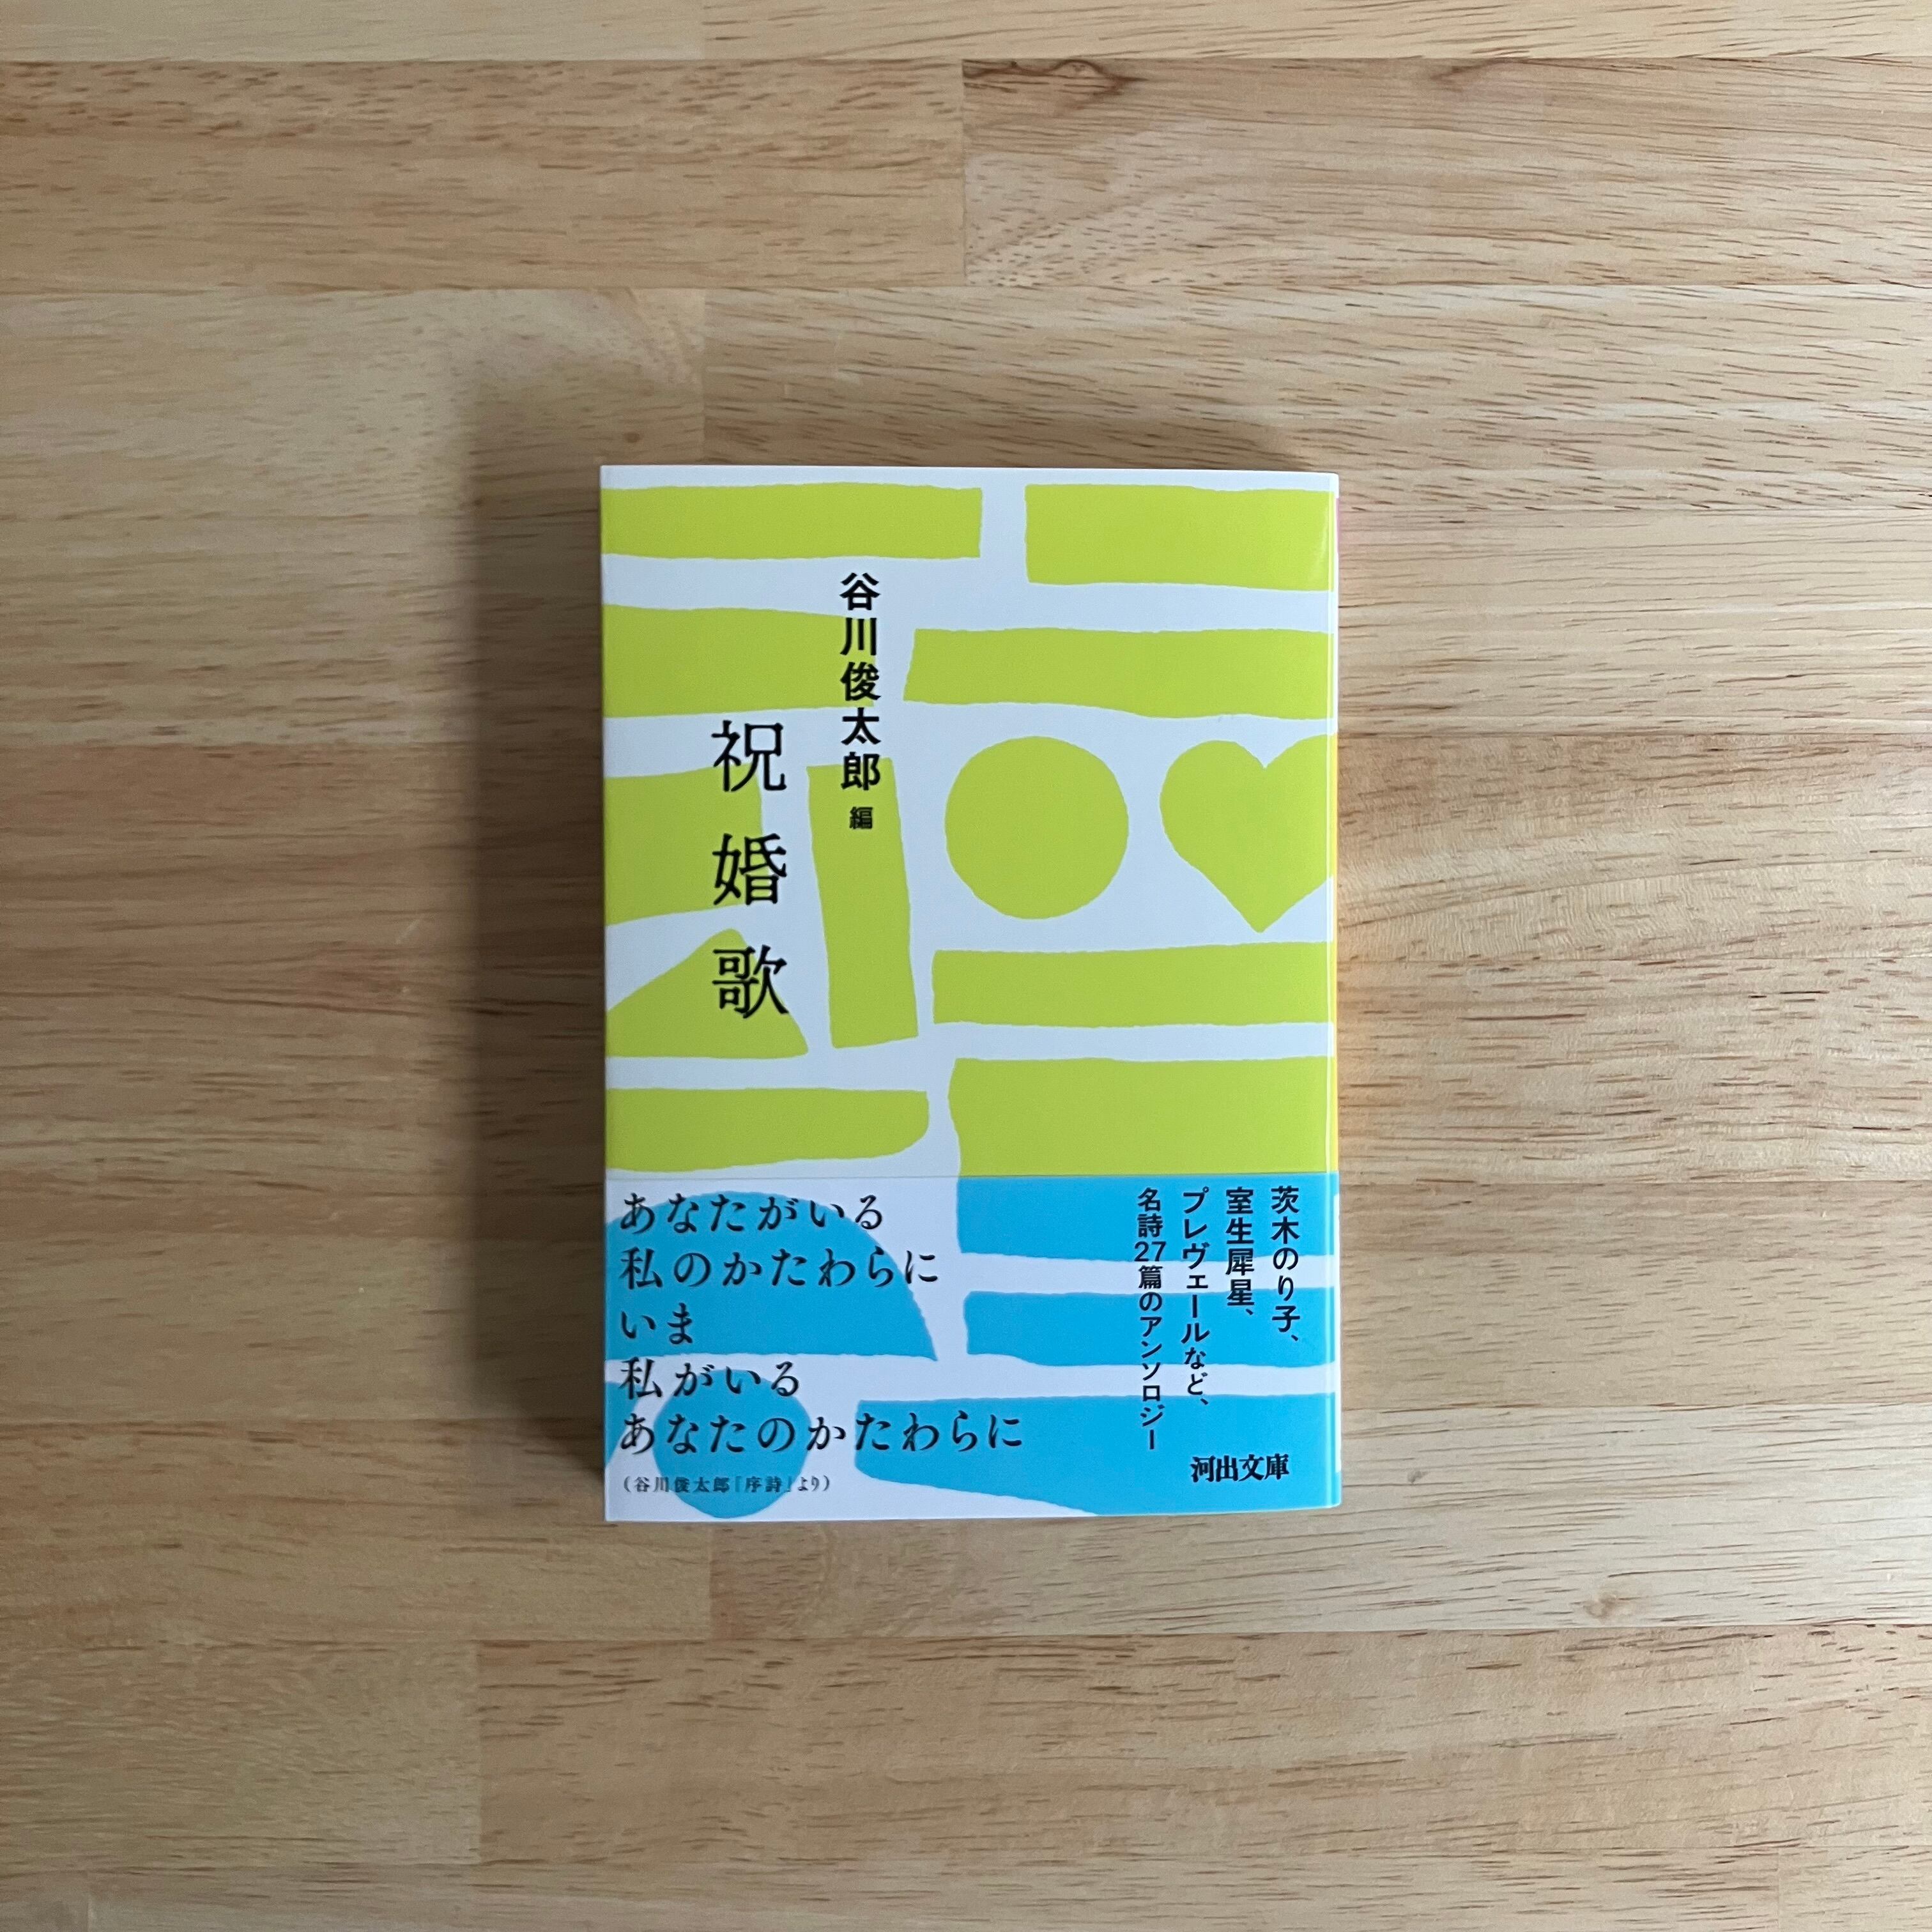 谷川俊太郎 編
祝婚歌
あなたがいる
私のかたわらに
いま
私がいる
あなたのかたわらに
(谷川俊太郎「序詩」より)
茨木のり子、
室生犀星、
プレヴェールなど、
名詩27篇のアンソロジー
河出文庫